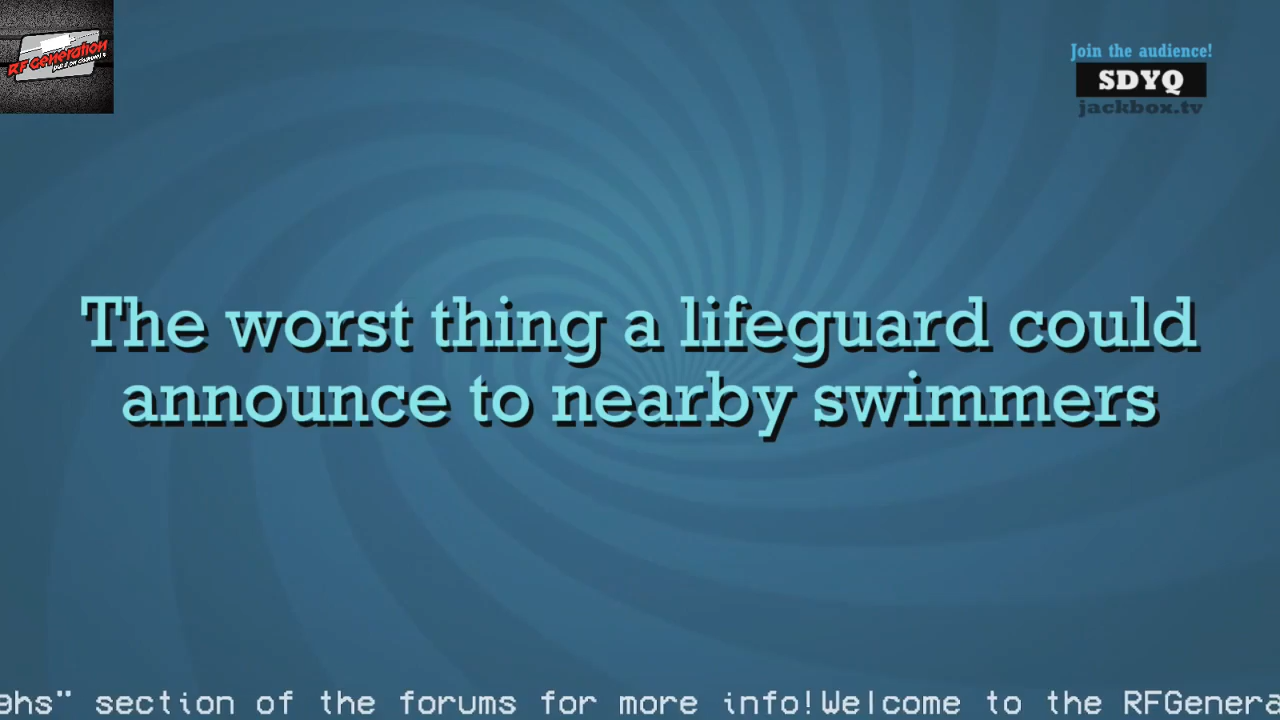 RF Generation
Join the audience!
SDYQ
jackbox.tv
The worst thing a lifeguard could
announce to nearby swimmers
section of the forums for more info!Welcome to the RFGenera